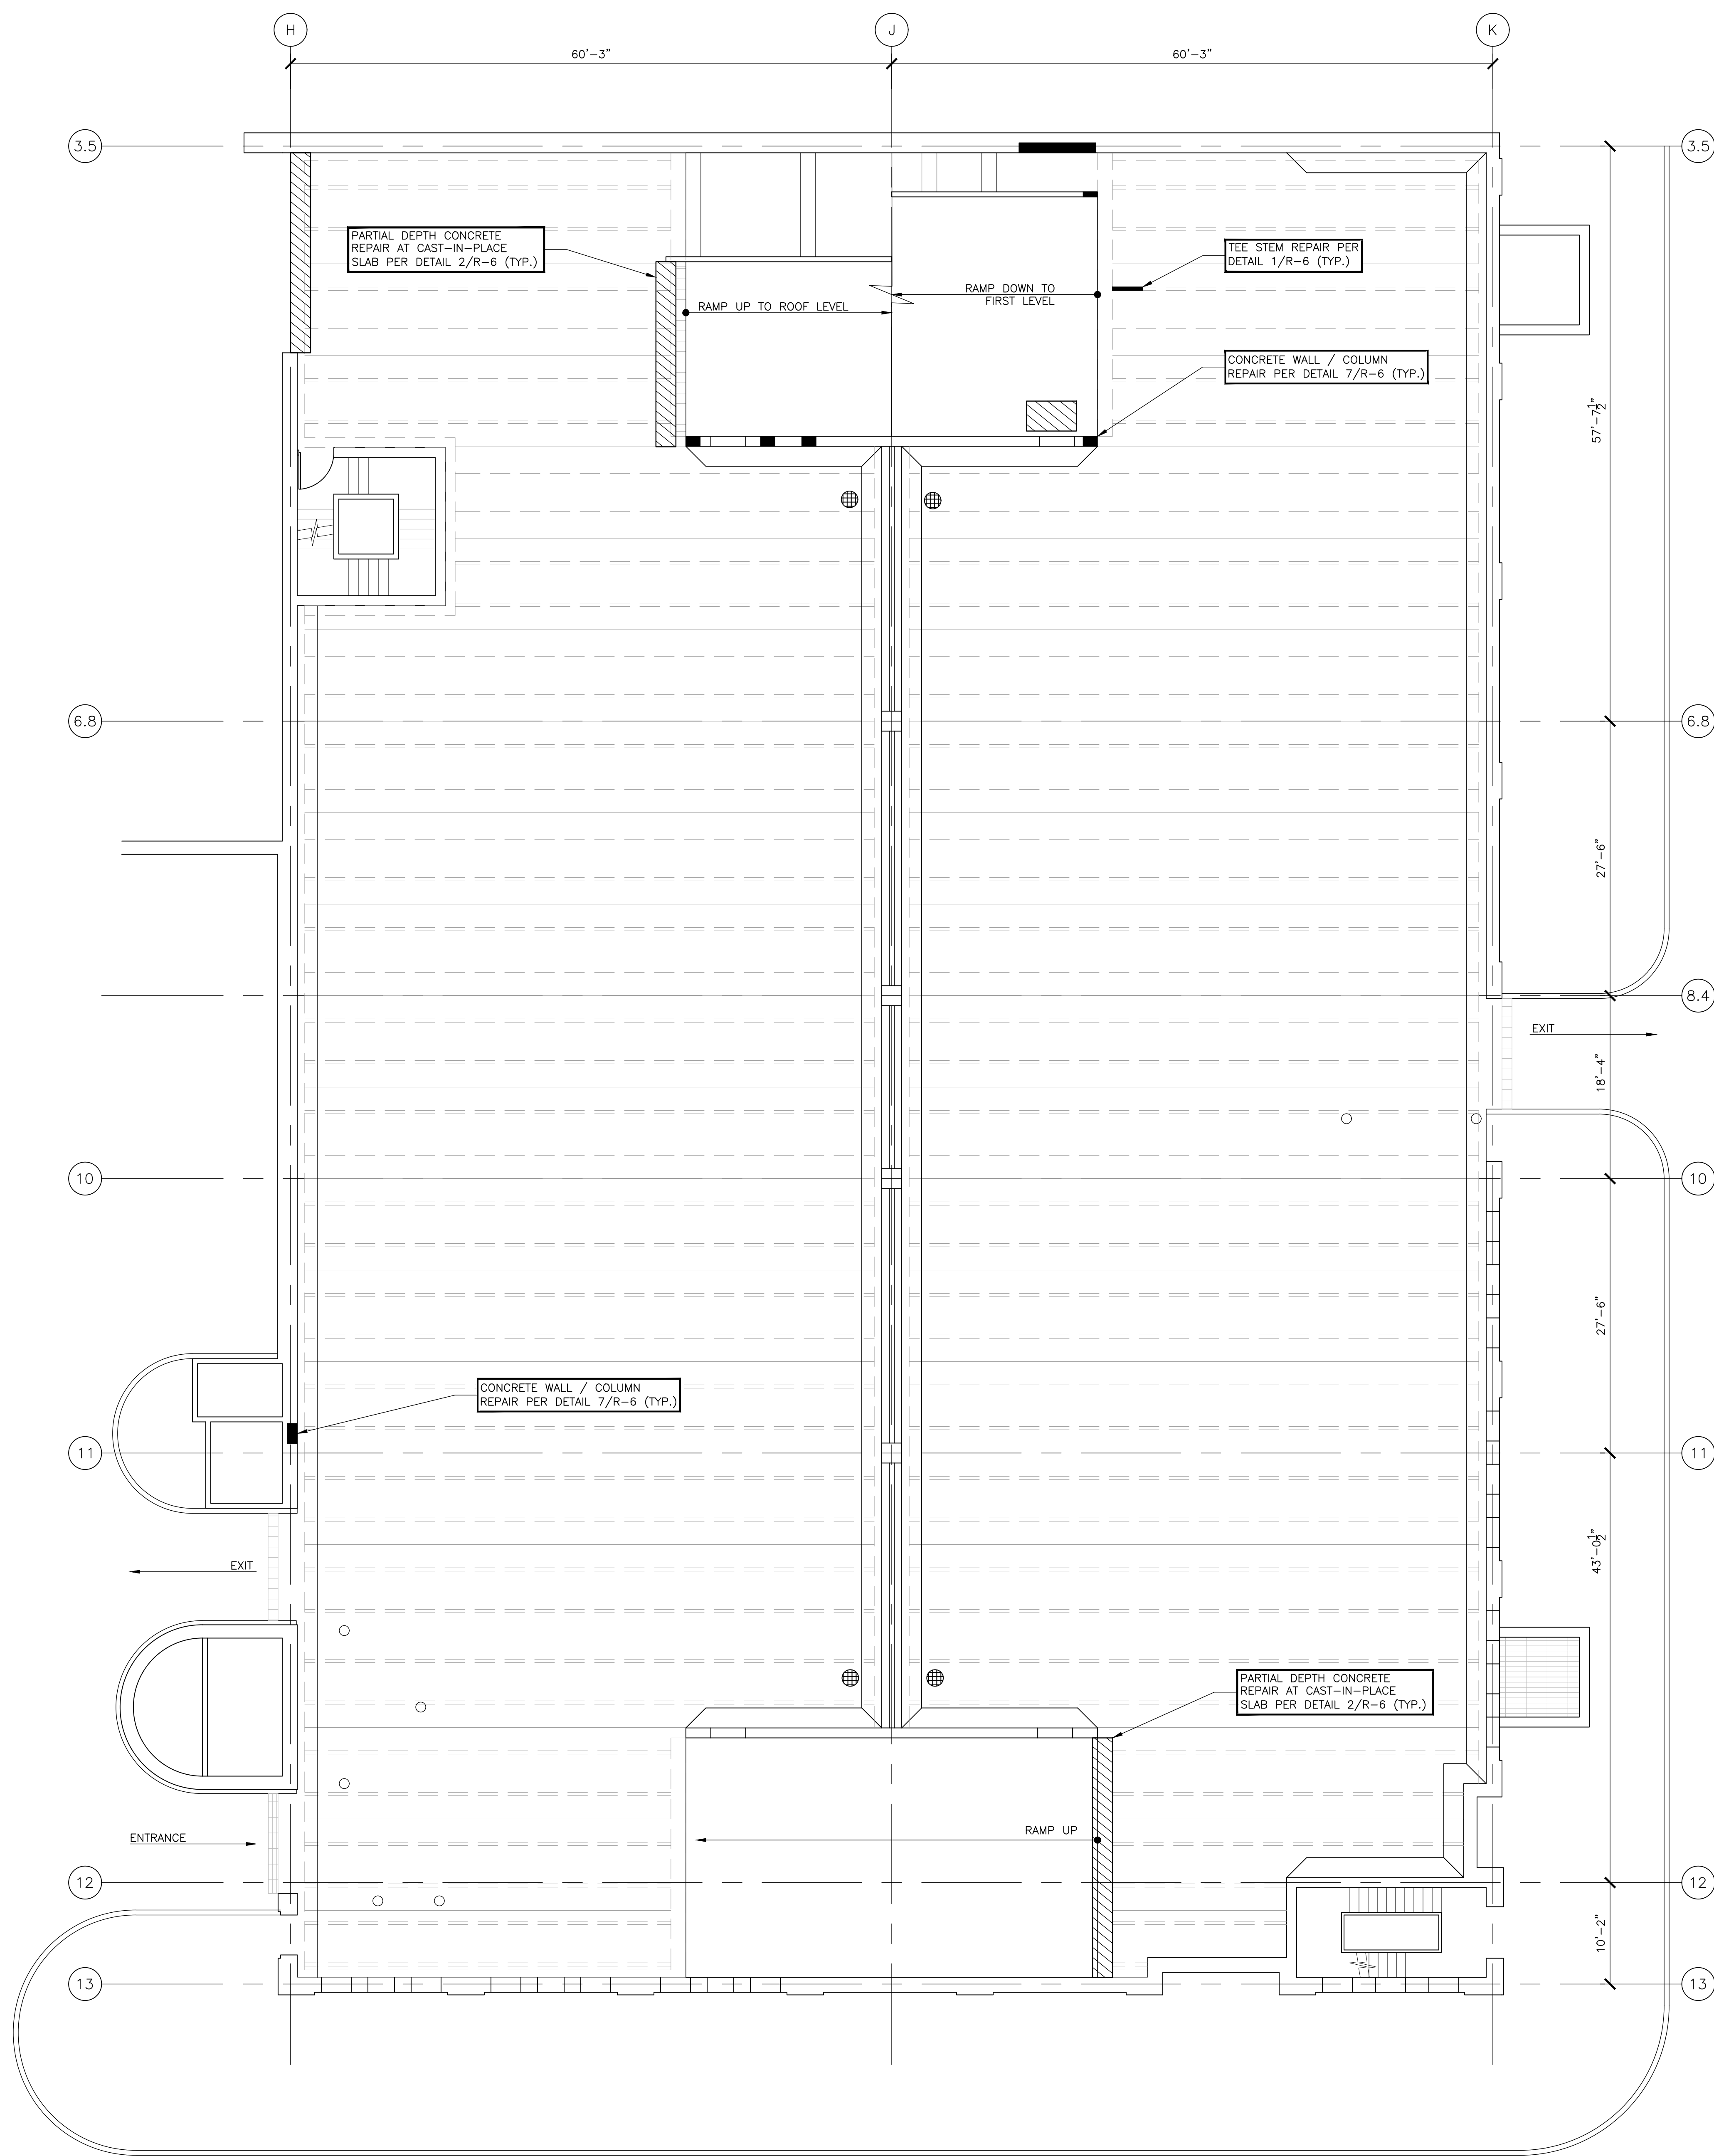 H
J
K
60'-3"
60'-3"
3.5
3.5
PARTIAL DEPTH CONCRETE
REPAIR AT CAST-IN-PLACE
SLAB PER DETAIL 2/R-6 (TYP.)
TEE STEM REPAIR PER
DETAIL 1/R-6 (TYP.)
RAMP DOWN TO
FIRST LEVEL
RAMP UP TO ROOF LEVEL
CONCRETE WALL / COLUMN
REPAIR PER DETAIL 7/R-6 (TYP.)
57'-7½"
6.8
6.8
27'-6"
8.4
EXIT
18'-4"
10
10
27'-6"
CONCRETE WALL / COLUMN
REPAIR PER DETAIL 7/R-6 (TYP.)
11
11
EXIT
43'-0½"
PARTIAL DEPTH CONCRETE
REPAIR AT CAST-IN-PLACE
SLAB PER DETAIL 2/R-6 (TYP.)
ENTRANCE
RAMP UP
12
12
10'-2"
13
13